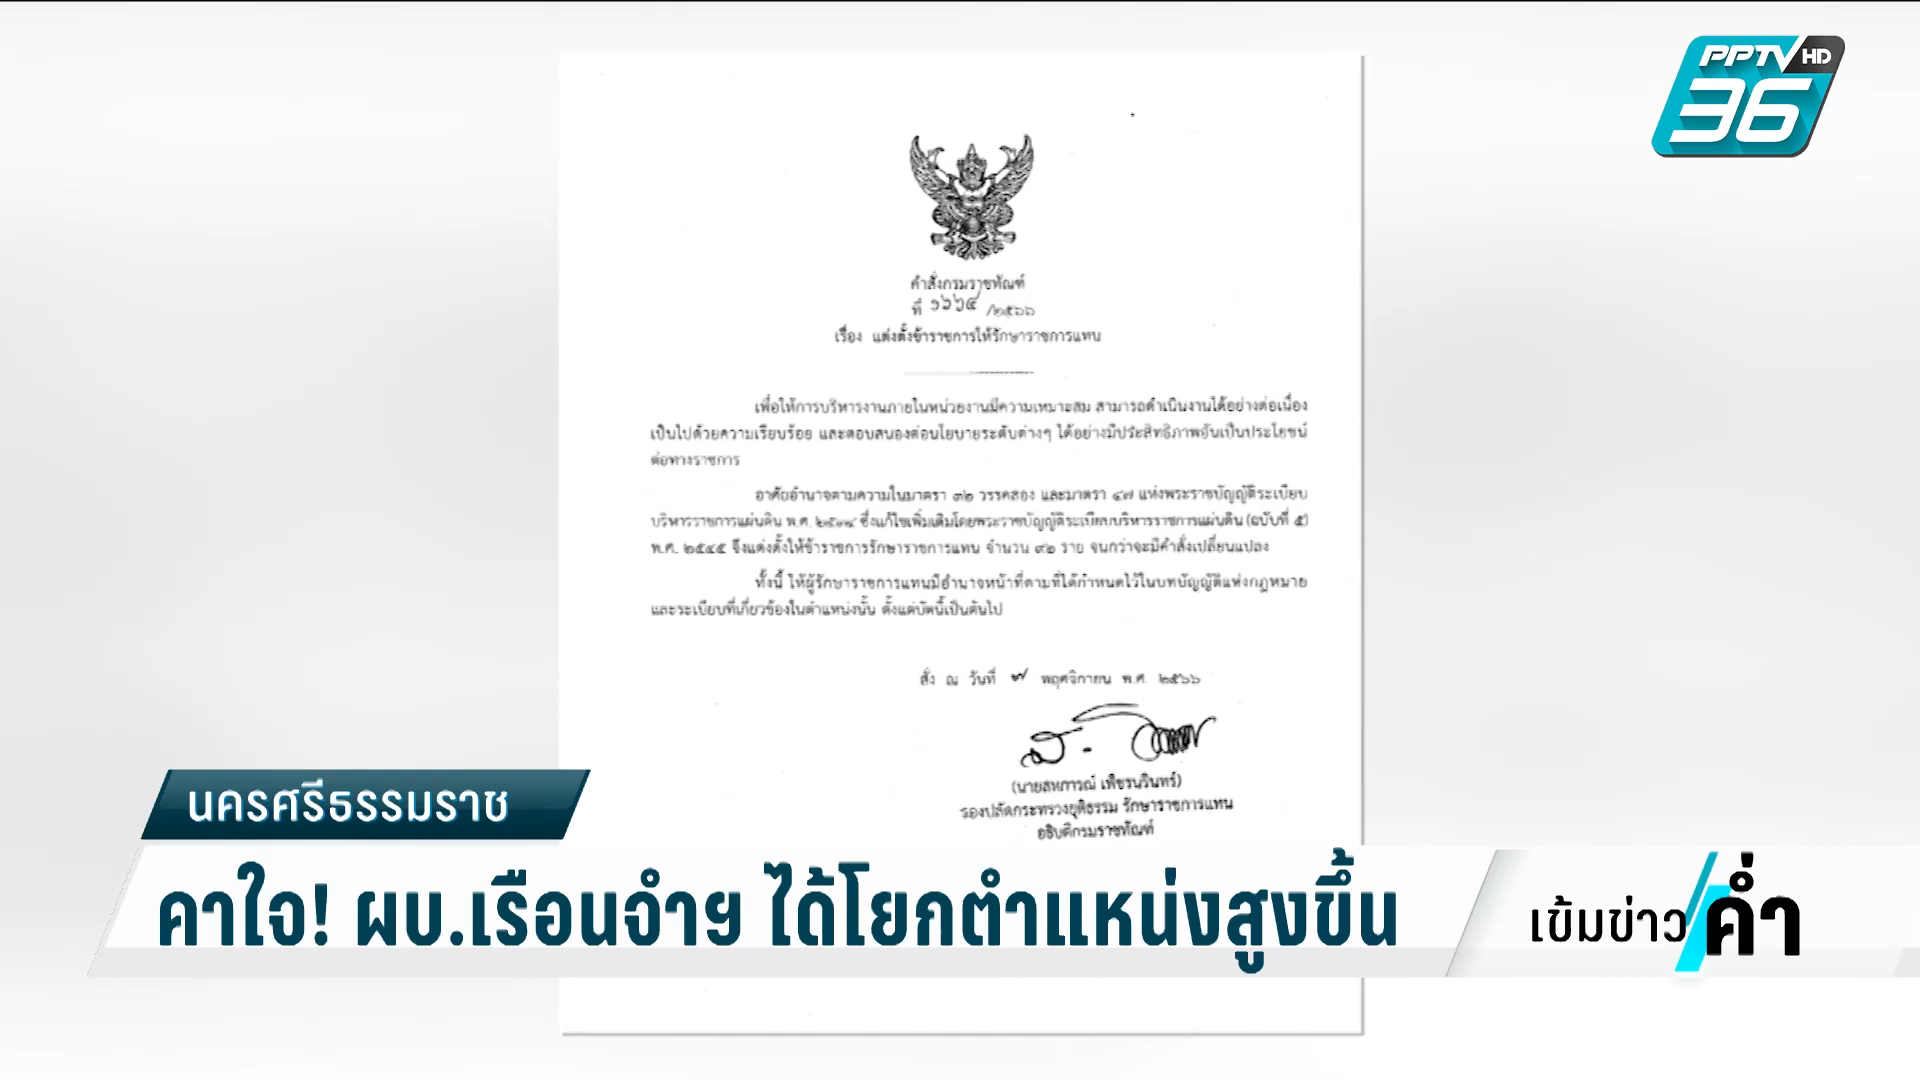 PPTV HD
36
คำสั่งกรมราชทัณฑ์
ที่ ๑๖๖๔ /๒๕๖๖
เรื่อง แต่งตั้งข้าราชการให้รักษาราชการแทน
เพื่อให้การบริหารงานภายในหน่วยงานมีความเหมาะสม สามารถดำเนินงานได้อย่างต่อเนื่อง
เป็นไปด้วยความเรียบร้อย และตอบสนองต่อนโยบายระดับต่างๆ ได้อย่างมีประสิทธิภาพอันเป็นประโยชน์
ต่อทางราชการ
อาศัยอำนาจตามความในมาตรา ๓๒ วรรคสอง และมาตรา ๔๗ แห่งพระราชบัญญัติระเบียบ
บริหารราชการแผ่นดิน พ.ศ. ๒๕๓๔ ซึ่งแก้ไขเพิ่มเติมโดยพระราชบัญญัติระเบียบบริหารราชการแผ่นดิน (ฉบับที่ ๕)
พ.ศ. ๒๕๔๕ จึงแต่งตั้งให้ข้าราชการรักษาราชการแทน จำนวน ๙๒ ราย จนกว่าจะมีคำสั่งเปลี่ยนแปลง
ทั้งนี้ ให้ผู้รักษาราชการแทนมีอำนาจหน้าที่ตามที่ได้กำหนดไว้ในบทบัญญัติแห่งกฎหมาย
และระเบียบที่เกี่ยวข้องในตำแหน่งนั้น ตั้งแต่บัดนี้เป็นต้นไป
สั่ง ณ วันที่ ๗ พฤศจิกายน พ.ศ. ๒๕๖๖
(นายสหการณ์ เพ็ชรนรินทร์)
รองปลัดกระทรวงยุติธรรม รักษาราชการแทน
อธิบดีกรมราชทัณฑ์
นครศรีธรรมราช
คาใจ! ผบ.เรือนจำฯ ได้โยกตำแหน่งสูงขึ้น
เข้มข่าวค่ำ